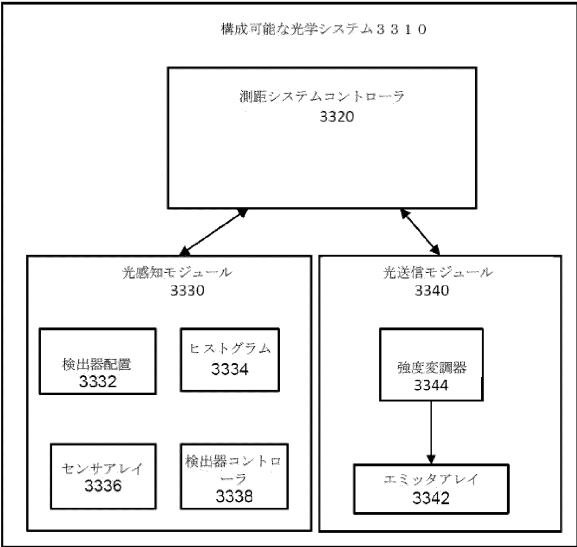 構成可能な光学システム３３１０
測距システムコントローラ
3320
光感知モジュール
3330
検出器配置
3332
ヒストグラム
3334
センサアレイ
3336
検出器コントロ
ーラ
3338
光送信モジュール
3340
強度変調器
3344
エミッタアレイ
3342